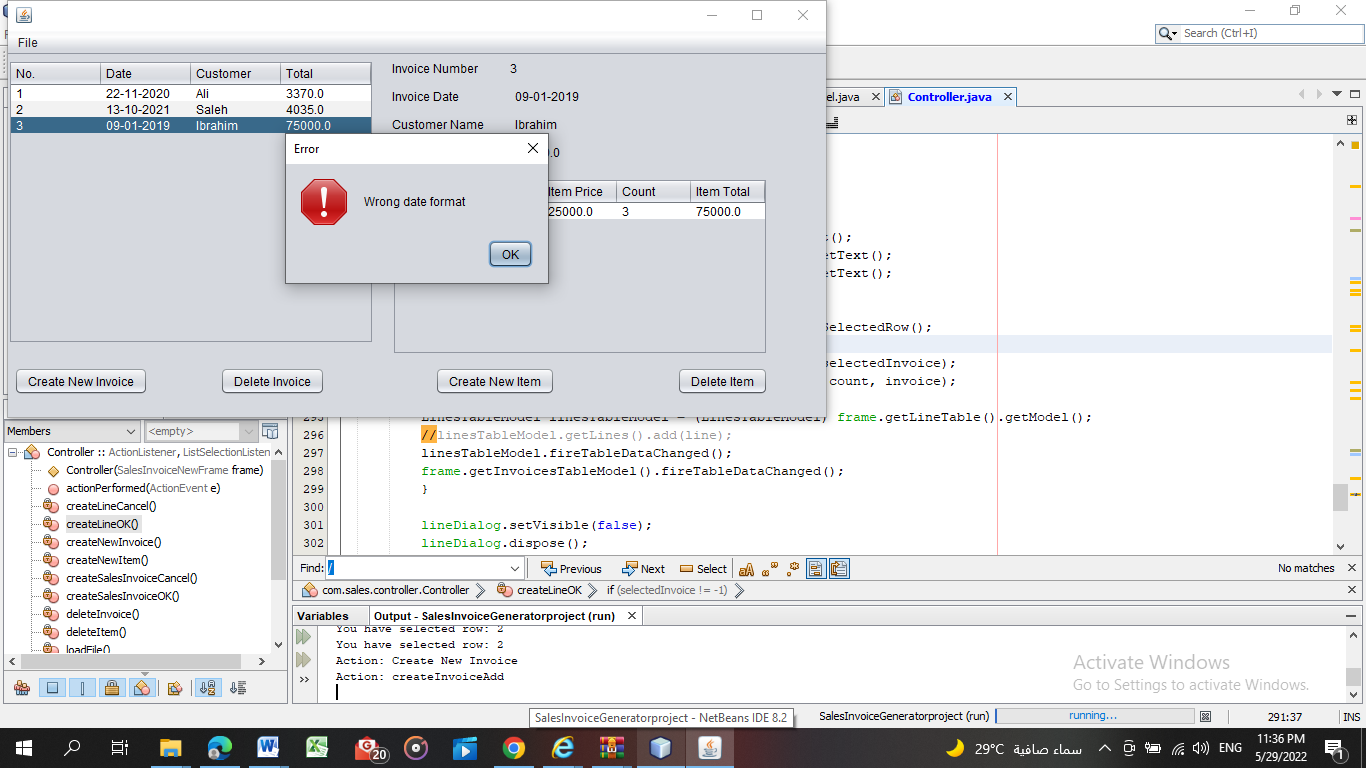 File
No. Date Customer Total
1 22-11-2020 Ali 3370.0
2 13-10-2021 Saleh 4035.0
3 09-01-2019 Ibrahim 75000.0
Invoice Number 3
Invoice Date 09-01-2019
Customer Name Ibrahim
.0
Item Price Count Item Total
25000.0 3 75000.0
Error
Wrong date format
OK
Create New Invoice
Delete Invoice
Create New Item
Delete Item
Search (Ctrl+I)
el.java
Controller.java
t();
etText();
etText();
SelectedRow();
selectedInvoice);
count, invoice);
295 LinesTableModel linesTableModel = (LinesTableModel) frame.getLineTable().getModel();
296 //linesTableModel.getLines().add(line);
297 linesTableModel.fireTableDataChanged();
298 frame.getInvoicesTableModel().fireTableDataChanged();
299 }
300
301 lineDialog.setVisible(false);
302 lineDialog.dispose();
Members
<empty>
Controller :: ActionListener, ListSelectionListen
Controller(SalesInvoiceNewFrame frame)
actionPerformed(ActionEvent e)
createLineCancel()
createLineOK()
createNewInvoice()
createNewItem()
createSalesInvoiceCancel()
createSalesInvoiceOK()
deleteInvoice()
deleteItem()
loadFile()
Find: /
Previous
Next
Select
No matches
com.sales.controller.Controller
createLineOK
if (selectedInvoice != -1)
Variables
Output - SalesInvoiceGeneratorproject (run)
You have selected row: 2
You have selected row: 2
Action: Create New Invoice
Action: createInvoiceAdd
Activate Windows
Go to Settings to activate Windows.
SalesInvoiceGeneratorproject - NetBeans IDE 8.2
SalesInvoiceGeneratorproject (run)
running...
291:37
INS
20
29°C سماء صافية
ENG
11:36 PM
5/29/2022
1